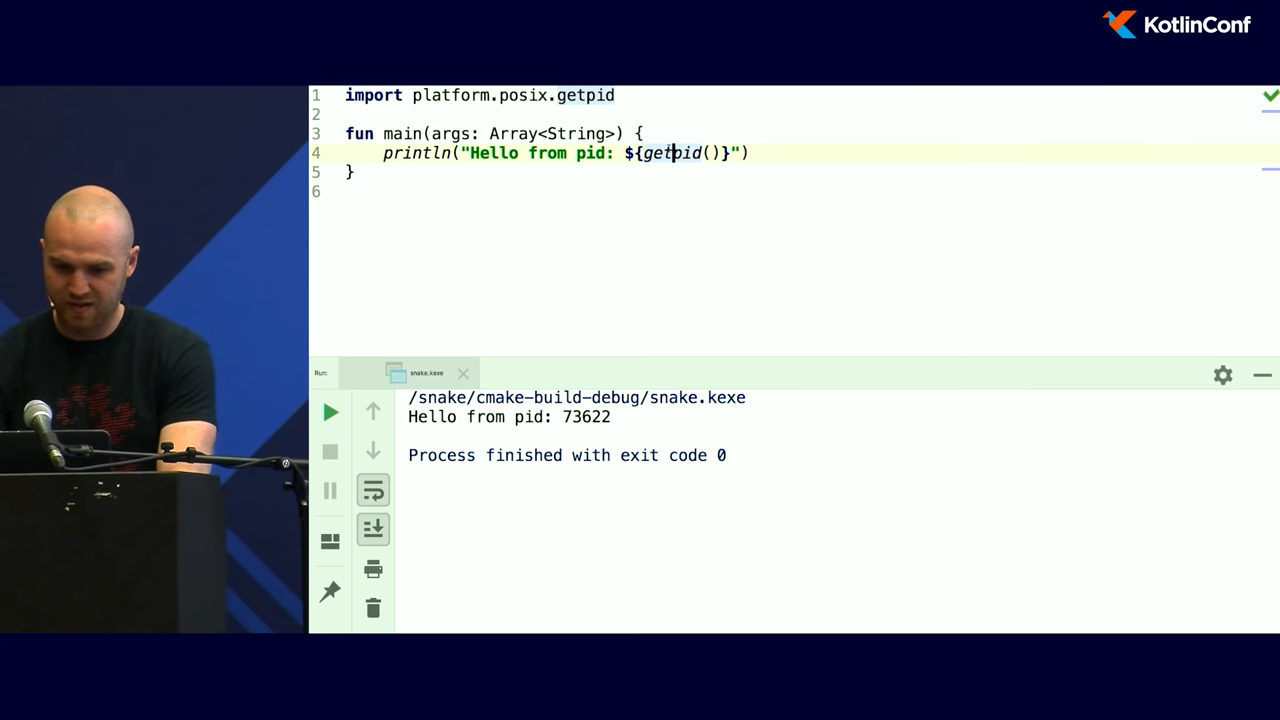 KotlinConf
1 import platform.posix.getpid
2
3 fun main(args: Array<String>) {
4 println("Hello from pid: ${getpid()}")
5 }
6
Run: snake.kexe
/snake/cmake-build-debug/snake.kexe
Hello from pid: 73622
Process finished with exit code 0